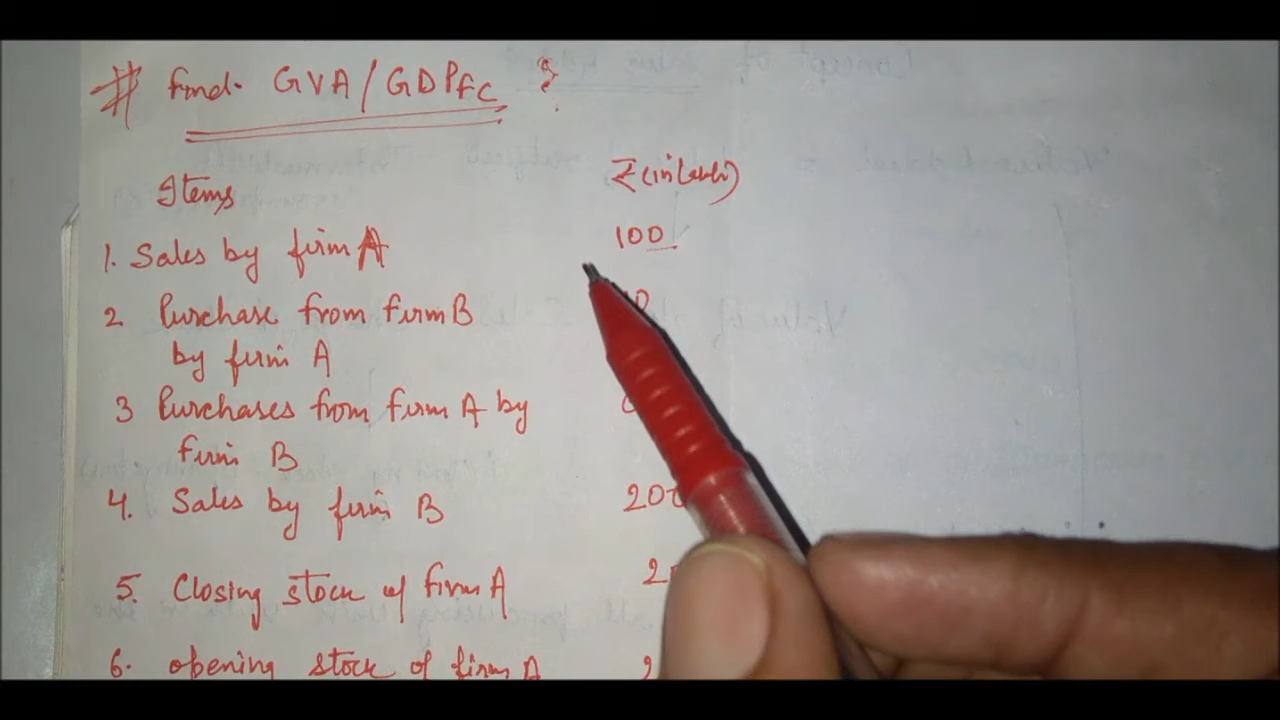 # Find. GVA/GDPFC ?
Items ₹(in lakh)
1. Sales by firm A 100
2 Purchase from firm B
by firm A
3 Purchases from firm A by
firm B
4. Sales by firm B 200
5. Closing stock of firm A
6. opening stock of firm A